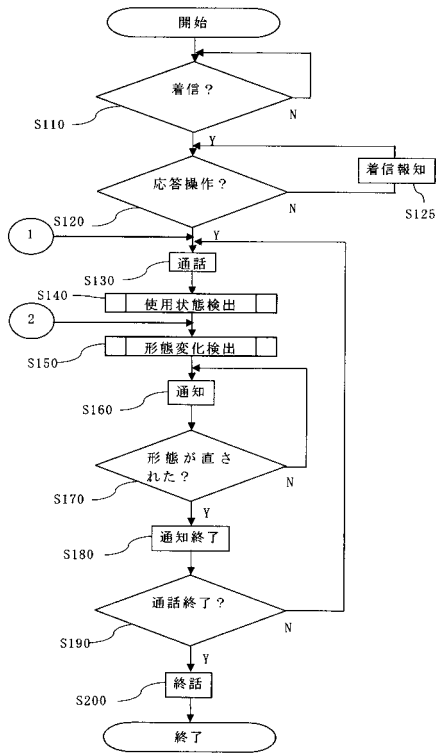 開始
着信？
S110
N
Y
着信報知
S125
応答操作？
S120
N
1
Y
通話
S130
S140
使用状態検出
2
形態変化検出
S150
通知
S160
形態が直さ
れた？
S170
N
Y
通知終了
S180
通話終了？
S190
N
Y
終話
S200
終了